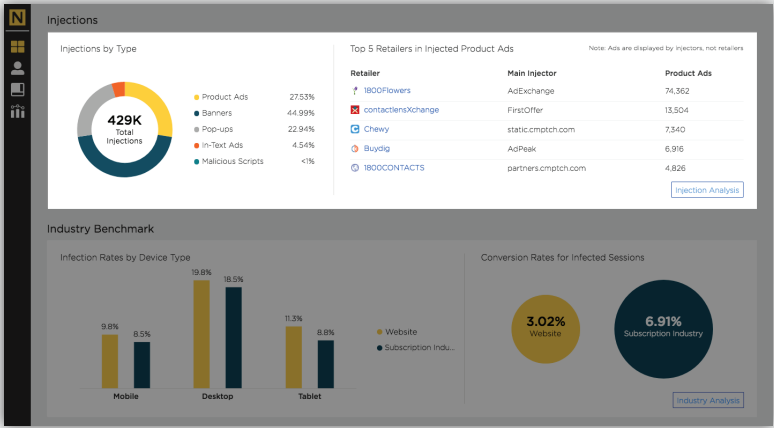 N
Injections
Injections by Type
429K
Total
Injections
Product Ads 27.53%
Banners 44.99%
Pop-ups 22.94%
In-Text Ads 4.54%
Malicious Scripts <1%
Top 5 Retailers in Injected Product Ads
Note: Ads are displayed by Injectors, not retailers
Retailer Main Injector Product Ads
1800Flowers AdExchange 74,362
contactlensXchange FirstOffer 13,504
Chewy static.cmptch.com 7,340
Buydig AdPeak 6,916
1800CONTACTS partners.cmptch.com 4,826
Injection Analysis
Industry Benchmark
Infection Rates by Device Type
9.8%
8.5%
19.8%
18.5%
11.3%
8.8%
Mobile
Desktop
Tablet
Website
Subscription Indu...
Conversion Rates for Infected Sessions
3.02%
Website
6.91%
Subscription Industry
Industry Analysis